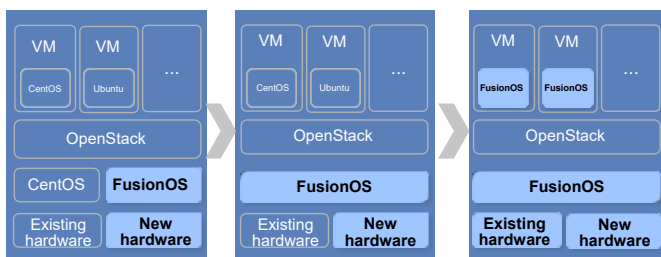 VM
VM
...
CentOS
Ubuntu
OpenStack
CentOS
FusionOS
Existing
hardware
New
hardware
VM
VM
...
CentOS
Ubuntu
OpenStack
FusionOS
Existing
hardware
New
hardware
VM
VM
...
FusionOS
FusionOS
OpenStack
FusionOS
Existing
hardware
New
hardware